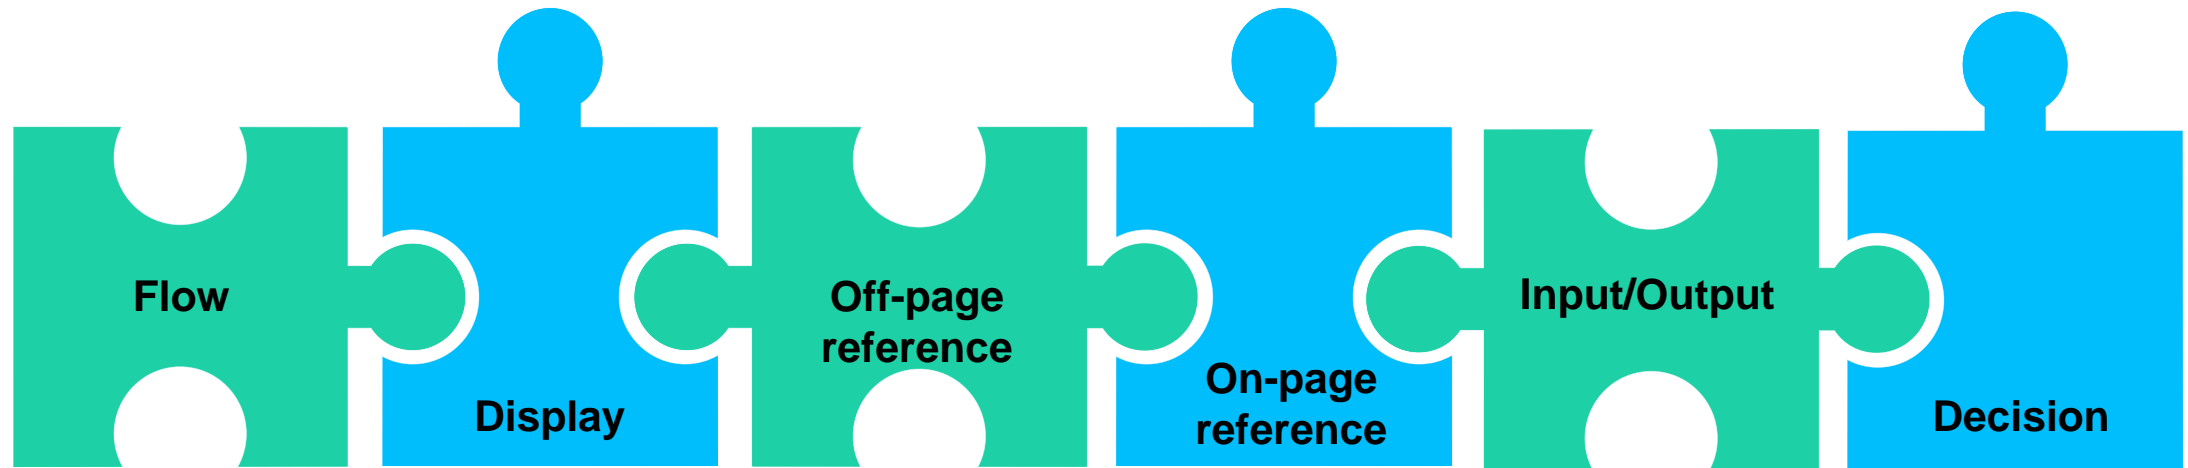 Flow
Display
Off-page
reference
On-page
reference
Input/Output
Decision